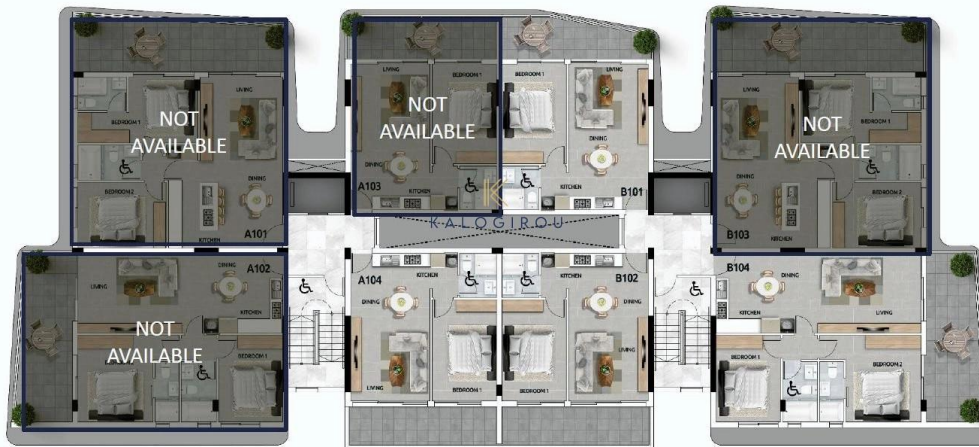 LIVING
BEDROOM 1
NOT
AVAILABLE
DINING
BEDROOM 2
KITCHEN
A101
LIVING
BEDROOM 1
NOT
AVAILABLE
DINING
A103
KITCHEN
BEDROOM 1
LIVING
DINING
KITCHEN
B101
K
KALOGIROU
LIVING
BEDROOM 1
NOT
AVAILABLE
DINING
BEDROOM 2
B103
KITCHEN
A102
LIVING
DINING
KITCHEN
NOT
AVAILABLE
BEDROOM 1
A104
KITCHEN
DINING
LIVING
BEDROOM 1
KITCHEN
B102
DINING
LIVING
BEDROOM 1
B104
DINING
KITCHEN
LIVING
BEDROOM 1
BEDROOM 2